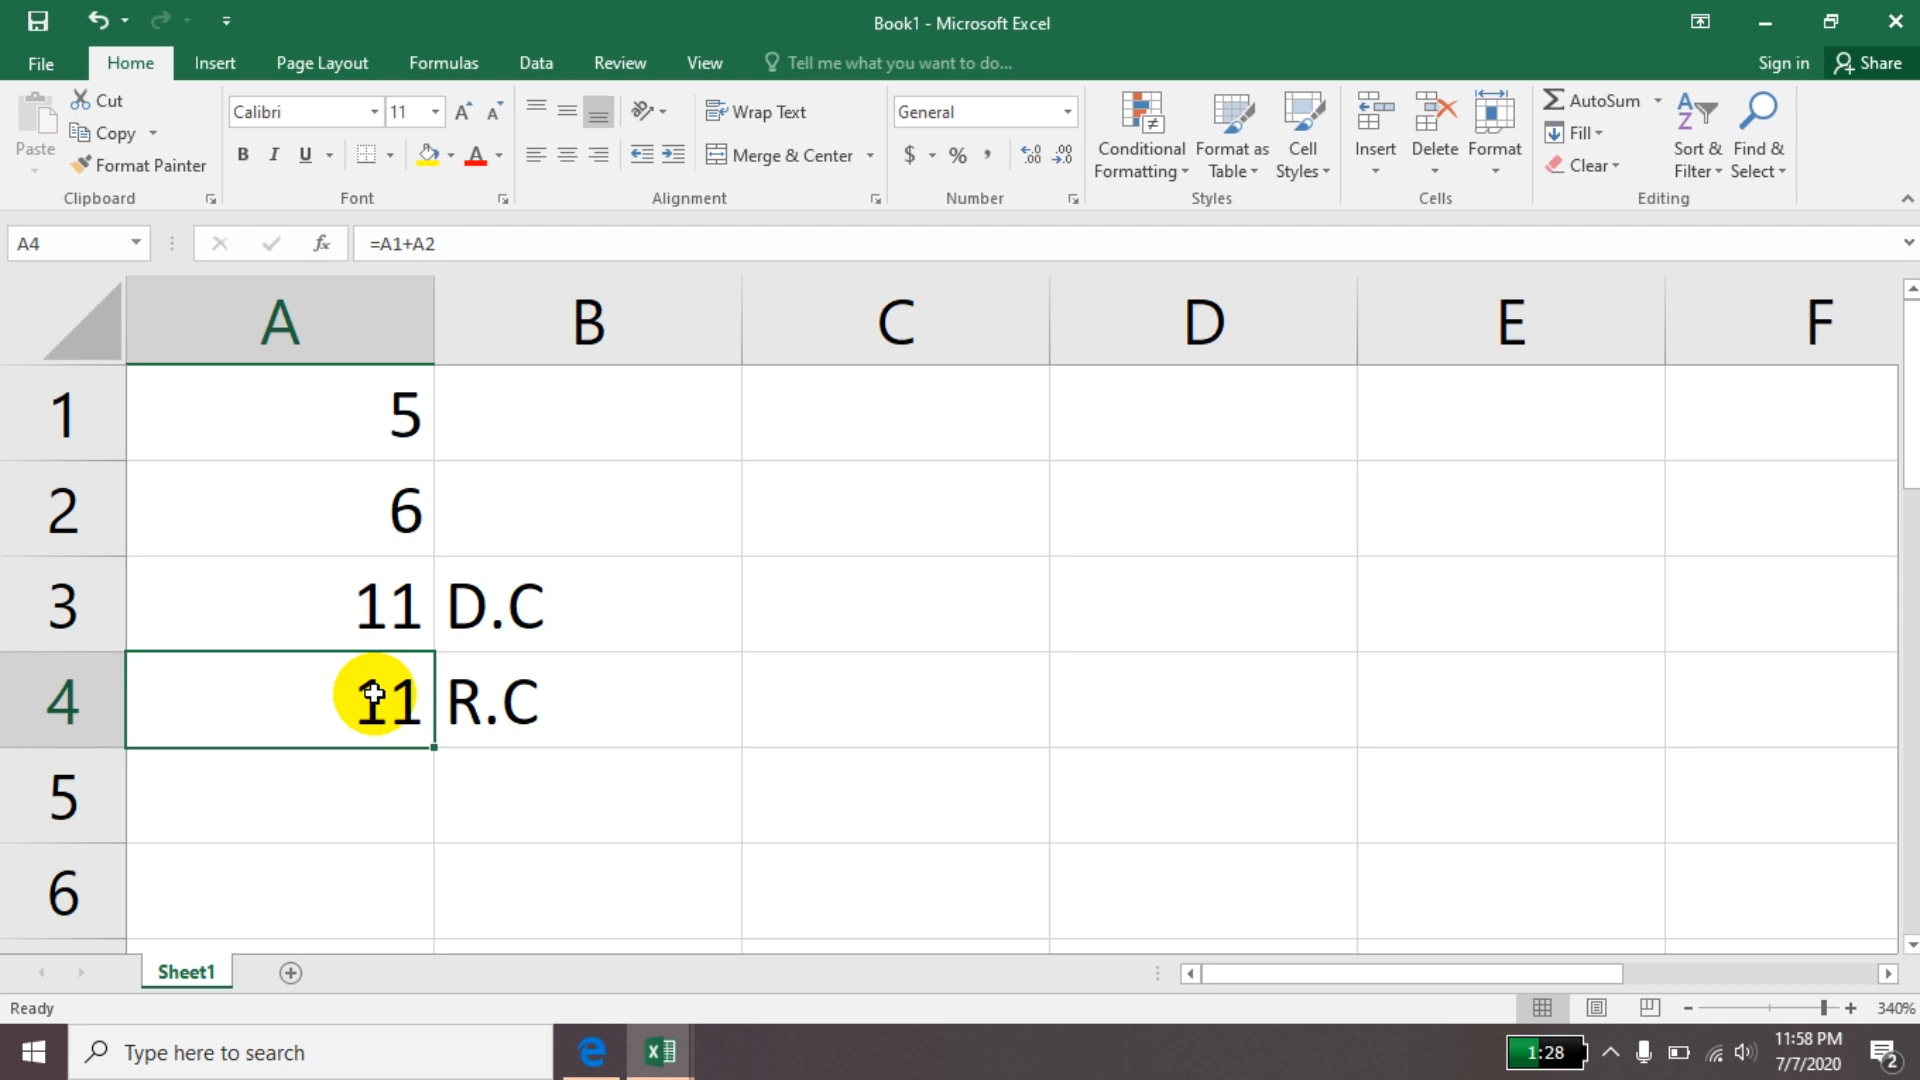 Book1 - Microsoft Excel
File Home Insert Page Layout Formulas Data Review View Tell me what you want to do... Sign in Share
Paste
Cut
Copy
Format Painter
Clipboard
Calibri 11
B I U
Font
Wrap Text
Merge & Center
Alignment
General
$ % ,
Number
Conditional Formatting
Format as Table
Cell Styles
Styles
Insert Delete Format
Cells
AutoSum
Fill
Clear
Sort & Filter
Find & Select
Editing
A4 fx =A1+A2
A B C D E F
1 5
2 6
3 11 D.C
4 11 R.C
5
6
Sheet1
Ready 340%
Type here to search
1:28
11:58 PM
7/7/2020
2